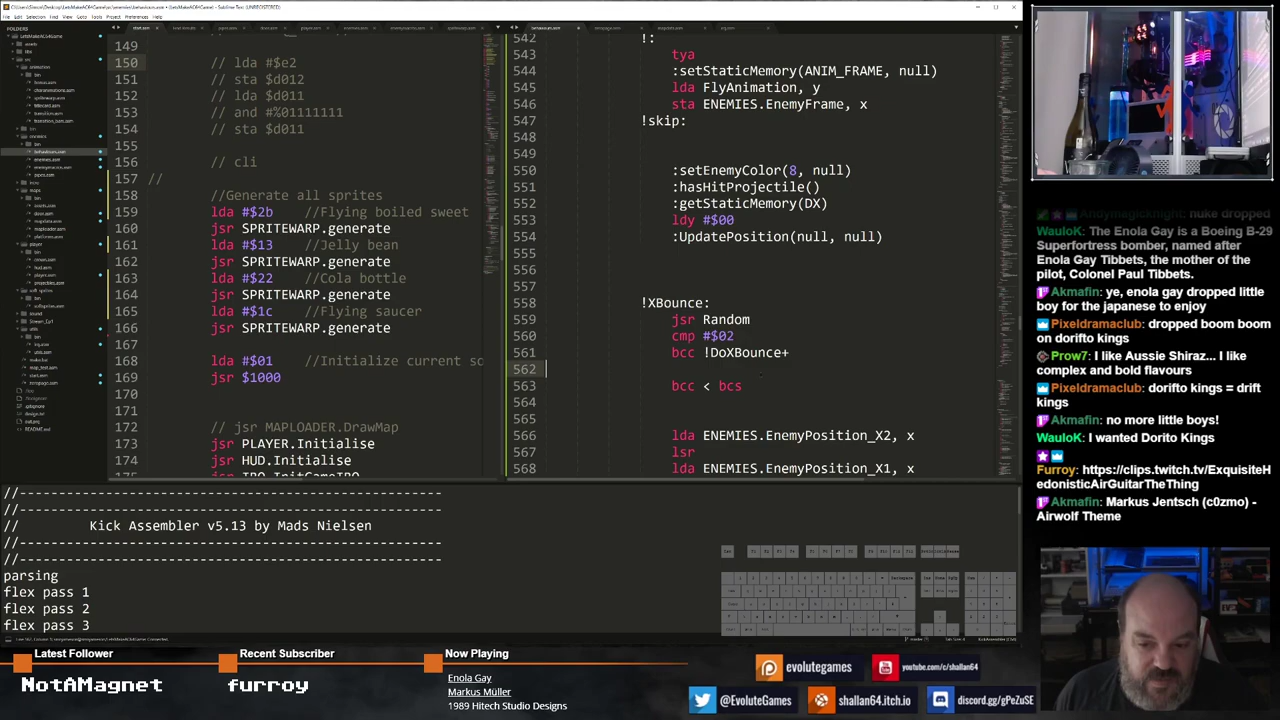 FOLDERS
149
150 // lda #$e2
151 // sta $d012
152 // lda $d011
153 // and #%01111111
154 // sta $d011
155
156 // cli
157 //
158 //Generate all sprites
159 lda #$2b //Flying boiled sweet
160 jsr SPRITEWARP.generate
161 lda #$13 //Jelly bean
162 jsr SPRITEWARP.generate
163 lda #$22 //Cola bottle
164 jsr SPRITEWARP.generate
165 lda #$1c //Flying saucer
166 jsr SPRITEWARP.generate
167
168 lda #$01 //Initialize current sc
169 jsr $1000
170
171
172 // jsr MAPLOADER.DrawMap
173 jsr PLAYER.Initialise
174 jsr HUD.Initialise
542 !:
543 tya
544 :setStaticMemory(ANIM_FRAME, null)
545 lda FlyAnimation, y
546 sta ENEMIES.EnemyFrame, x
547 !skip:
548
549
550 :setEnemyColor(8, null)
551 :hasHitProjectile()
552 :getStaticMemory(DX)
553 ldy #$00
554 :UpdatePosition(null, null)
555
556
557
558 !XBounce:
559 jsr Random
560 cmp #$02
561 bcc !DoXBounce+
562
563 bcc < bcs
564
565
566 lda ENEMIES.EnemyPosition_X2, x
567 lsr
568 lda ENEMIES.EnemyPosition_X1, x
//------------------------------------------------------
//------------------------------------------------------
// Kick Assembler v5.13 by Mads Nielsen
//------------------------------------------------------
//------------------------------------------------------
parsing
flex pass 1
flex pass 2
flex pass 3
Andymagicknight: nuke dropped
WauloK: The Enola Gay is a Boeing B-29
Superfortress bomber, named after
Enola Gay Tibbets, the mother of the
pilot, Colonel Paul Tibbets.
Akmafin: ye, enola gay dropped little
boy for the japanese to enjoy
Pixeldramaclub: dropped boom boom
on dorifto kings
Prow7: I like Aussie Shiraz... I like
complex and bold flavours
Pixeldramaclub: dorifto kings = drift
kings
Akmafin: no more little boys!
WauloK: I wanted Dorito Kings
Furroy: https://clips.twitch.tv/ExquisiteH
edonisticAirGuitarTheThing
Akmafin: Markus Jentsch (c0zmo) -
Airwolf Theme
Latest Follower
NotAMagnet
Recent Subscriber
furroy
Now Playing
Enola Gay
Markus Müller
1989 Hitech Studio Designs
evolutegames
youtube.com/c/shallan64
@EvoluteGames
shallan64.itch.io
discord.gg/gPeZuSE